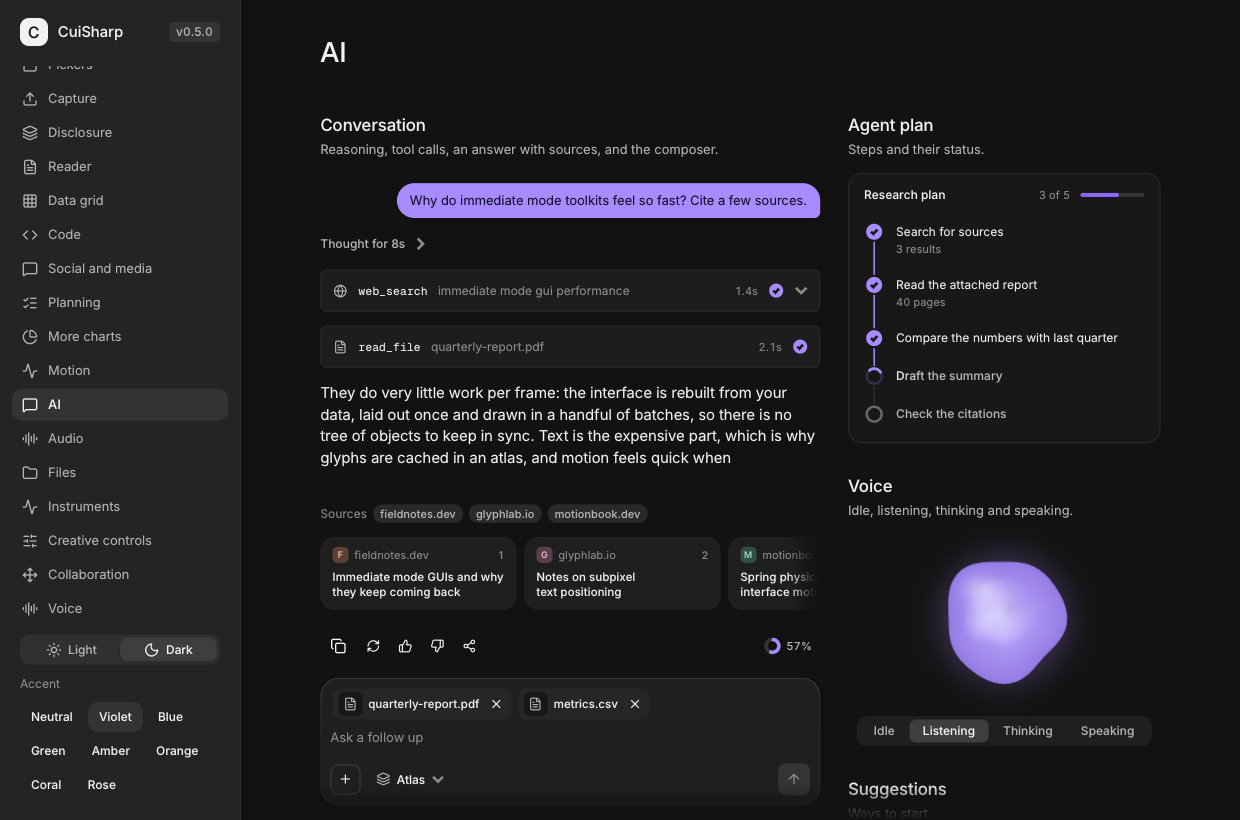 C CuiSharp v0.5.0
Pickers
Capture
Disclosure
Reader
Data grid
Code
Social and media
Planning
More charts
Motion
AI
Audio
Files
Instruments
Creative controls
Collaboration
Voice
Light Dark
Accent
Neutral Violet Blue
Green Amber Orange
Coral Rose
AI
Conversation
Reasoning, tool calls, an answer with sources, and the composer.
Why do immediate mode toolkits feel so fast? Cite a few sources.
Thought for 8s
web_search immediate mode gui performance 1.4s
read_file quarterly-report.pdf 2.1s
They do very little work per frame: the interface is rebuilt from your
data, laid out once and drawn in a handful of batches, so there is no
tree of objects to keep in sync. Text is the expensive part, which is why
glyphs are cached in an atlas, and motion feels quick when
Sources fieldnotes.dev glyphlab.io motionbook.dev
F fieldnotes.dev 1
Immediate mode GUIs and why
they keep coming back
G glyphlab.io 2
Notes on subpixel
text positioning
M motionboo
Spring physic
interface moti
57%
quarterly-report.pdf metrics.csv
Ask a follow up
Atlas
Agent plan
Steps and their status.
Research plan 3 of 5
Search for sources
3 results
Read the attached report
40 pages
Compare the numbers with last quarter
Draft the summary
Check the citations
Voice
Idle, listening, thinking and speaking.
Idle Listening Thinking Speaking
Suggestions
Ways to start.